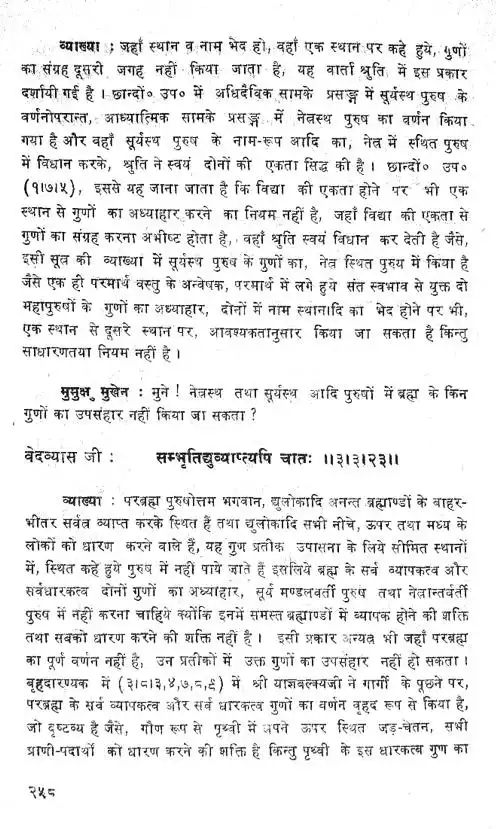 व्याख्या : जहाँ स्थान व नाम भेद हो, वहाँ एक स्थान पर कहे हुये, गुणों
का संग्रह दूसरी जगह नहीं किया जाता है, यह वार्ता श्रुति में इस प्रकार
दर्शायी गई है । छान्दो० उप० में अधिदैविक सामके प्रसङ्ग में सूर्यस्थ पुरुष के
वर्णनोपरान्त, आध्यात्मिक सामके प्रसङ्ग में नेत्रस्थ पुरुष का वर्णन किया
गया है और वहाँ सूर्यस्थ पुरुष के नाम-रूप आदि का, नेत्र में स्थित पुरुष
में विधान करके, श्रुति ने स्वयं दोनों की एकता सिद्ध की है । छान्दो० उप०
(१।७।५), इससे यह जाना जाता है कि विद्या की एकता होने पर भी एक
स्थान से गुणों का अध्याहार करने का नियम नहीं है, जहाँ विद्या की एकता से
गुणों का संग्रह करना अभीष्ट होता है, वहाँ श्रुति स्वयं विधान कर देती है जैसे,
इसी सूत्र की व्याख्या में सूर्यस्थ पुरुष के गुणों का, नेत्र स्थित पुरुष में किया है
जैसे एक ही परमार्थ वस्तु के अन्वेषक, परमार्थ में लगे हुये संत स्वभाव से युक्त दो
महापुरुषों के गुणों का अध्याहार, दोनों में नाम स्थानादि का भेद होने पर भी,
एक स्थान से दूसरे स्थान पर, आवश्यकतानुसार किया जा सकता है किन्तु
साधारणतया नियम नहीं है ।
मुमुक्षु मुखेन : मुने ! नेत्रस्थ तथा सूर्यस्थ आदि पुरुषों में ब्रह्म के किन
गुणों का उपसंहार नहीं किया जा सकता ?
वेदव्यास जी : सम्भृतिद्युव्याप्त्यपि चातः ।।३।३।२३।।
व्याख्या : परब्रह्म पुरुषोत्तम भगवान, द्युलोकादि अनन्त ब्रह्माण्डों के बाहर-
भीतर सर्वत्र व्याप्त करके स्थित हैं तथा द्युलोकादि सभी नीचे, ऊपर तथा मध्य के
लोकों को धारण करने वाले हैं, यह गुण प्रतीक उपासना के लिये सीमित स्थानों
में, स्थित कहे हुये पुरुष में नहीं पाये जाते हैं इसलिये ब्रह्म के सर्व व्यापकत्व और
सर्वधारकत्व दोनों गुणों का अध्याहार, सूर्य मण्डलवर्ती पुरुष तथा नेत्रान्तर्वर्ती
पुरुष में नहीं करना चाहिये क्योंकि इनमें समस्त ब्रह्माण्डों में व्यापक होने की शक्ति
तथा सबको धारण करने की शक्ति नहीं है । इसी प्रकार अन्यत्र भी जहाँ परब्रह्म
का पूर्ण वर्णन नहीं है, उन प्रतीकों में उक्त गुणों का उपसंहार नहीं हो सकता ।
बृहदारण्यक में (३।८।३,४,७,८,९) में श्री याज्ञवल्क्यजी ने गार्गी के पूछने पर,
परब्रह्म के सर्व व्यापकत्व और सर्व धारकत्व गुणों का वर्णन वृहद रूप से किया है,
जो दृष्टव्य है जैसे, गौण रूप से पृथ्वी में अपने ऊपर स्थित जड़-चेतन, सभी
प्राणी-पदार्थो को धारण करने की शक्ति है किन्तु पृथ्वी के इस धारकत्व गुण का
२५८